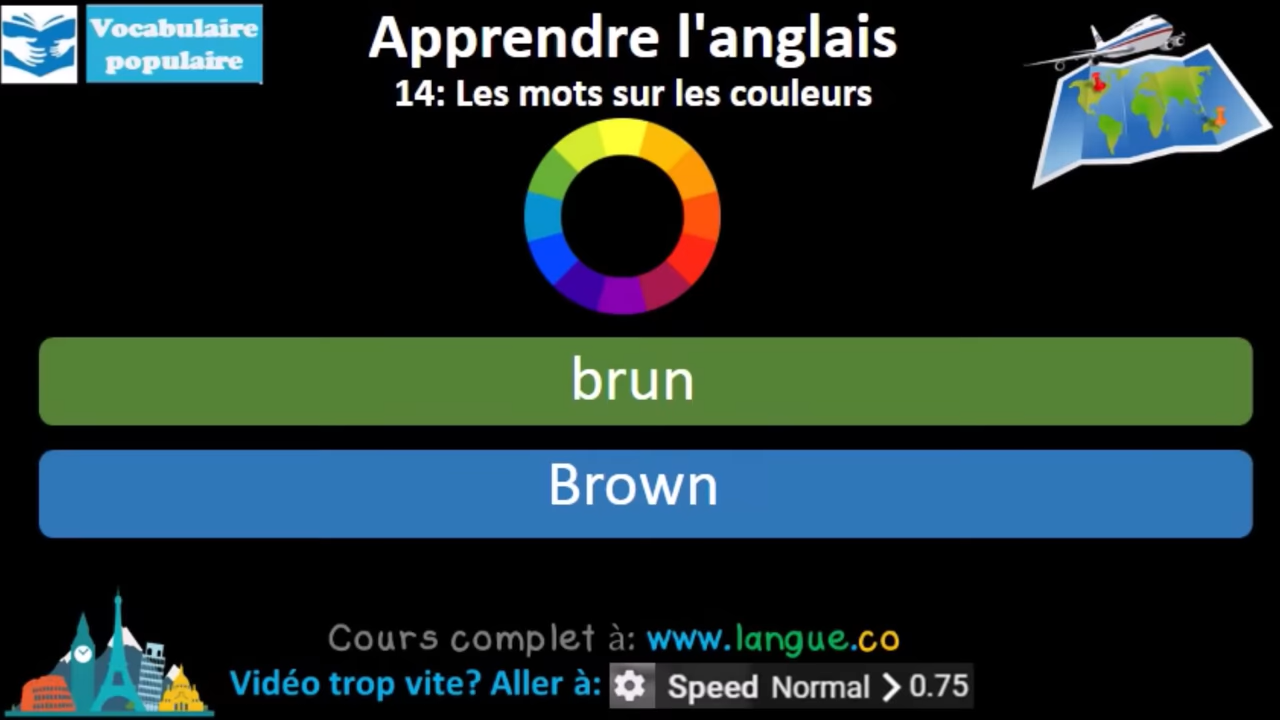 Vocabulaire
populaire
Apprendre l'anglais
14: Les mots sur les couleurs
brun
Brown
Cours complet à: www.langue.co
Vidéo trop vite? Aller à: Speed Normal > 0.75